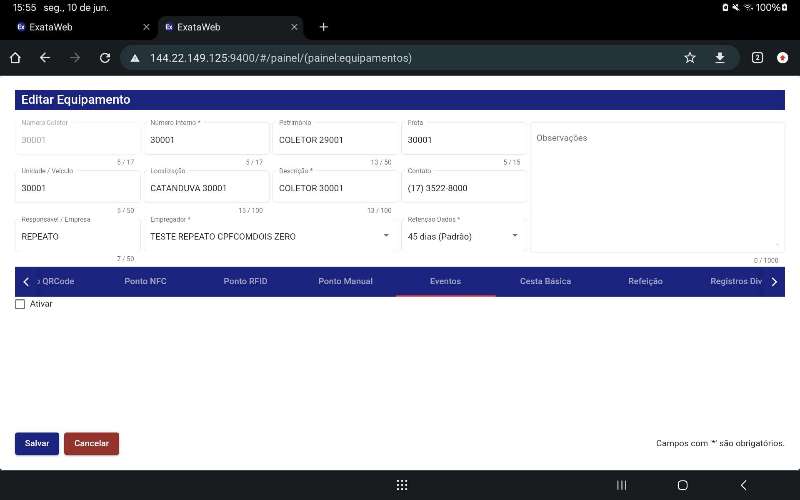 15:55 seg., 10 de jun. 100%
ExataWeb ExataWeb
144.22.149.125:9400/#/painel/(painel:equipamentos) 2
Editar Equipamento
Número Coletor Número Interno * Patrimônio Frota
30001 30001 COLETOR 29001 30001 Observações
5 / 17 5 / 17 13 / 50 5 / 15
Unidade / Veículo Localização Descrição * Contato
30001 CATANDUVA 30001 COLETOR 30001 (17) 3522-8000
5 / 50 15 / 100 13 / 100
Responsável / Empresa Empregador * Retenção Dados *
REPEATO TESTE REPEATO CPFCOMDOIS ZERO 45 dias (Padrão)
7 / 50 0 / 1000
o QRCode Ponto NFC Ponto RFID Ponto Manual Eventos Cesta Básica Refeição Registros Div
Ativar
Salvar Cancelar Campos com '*' são obrigatórios.